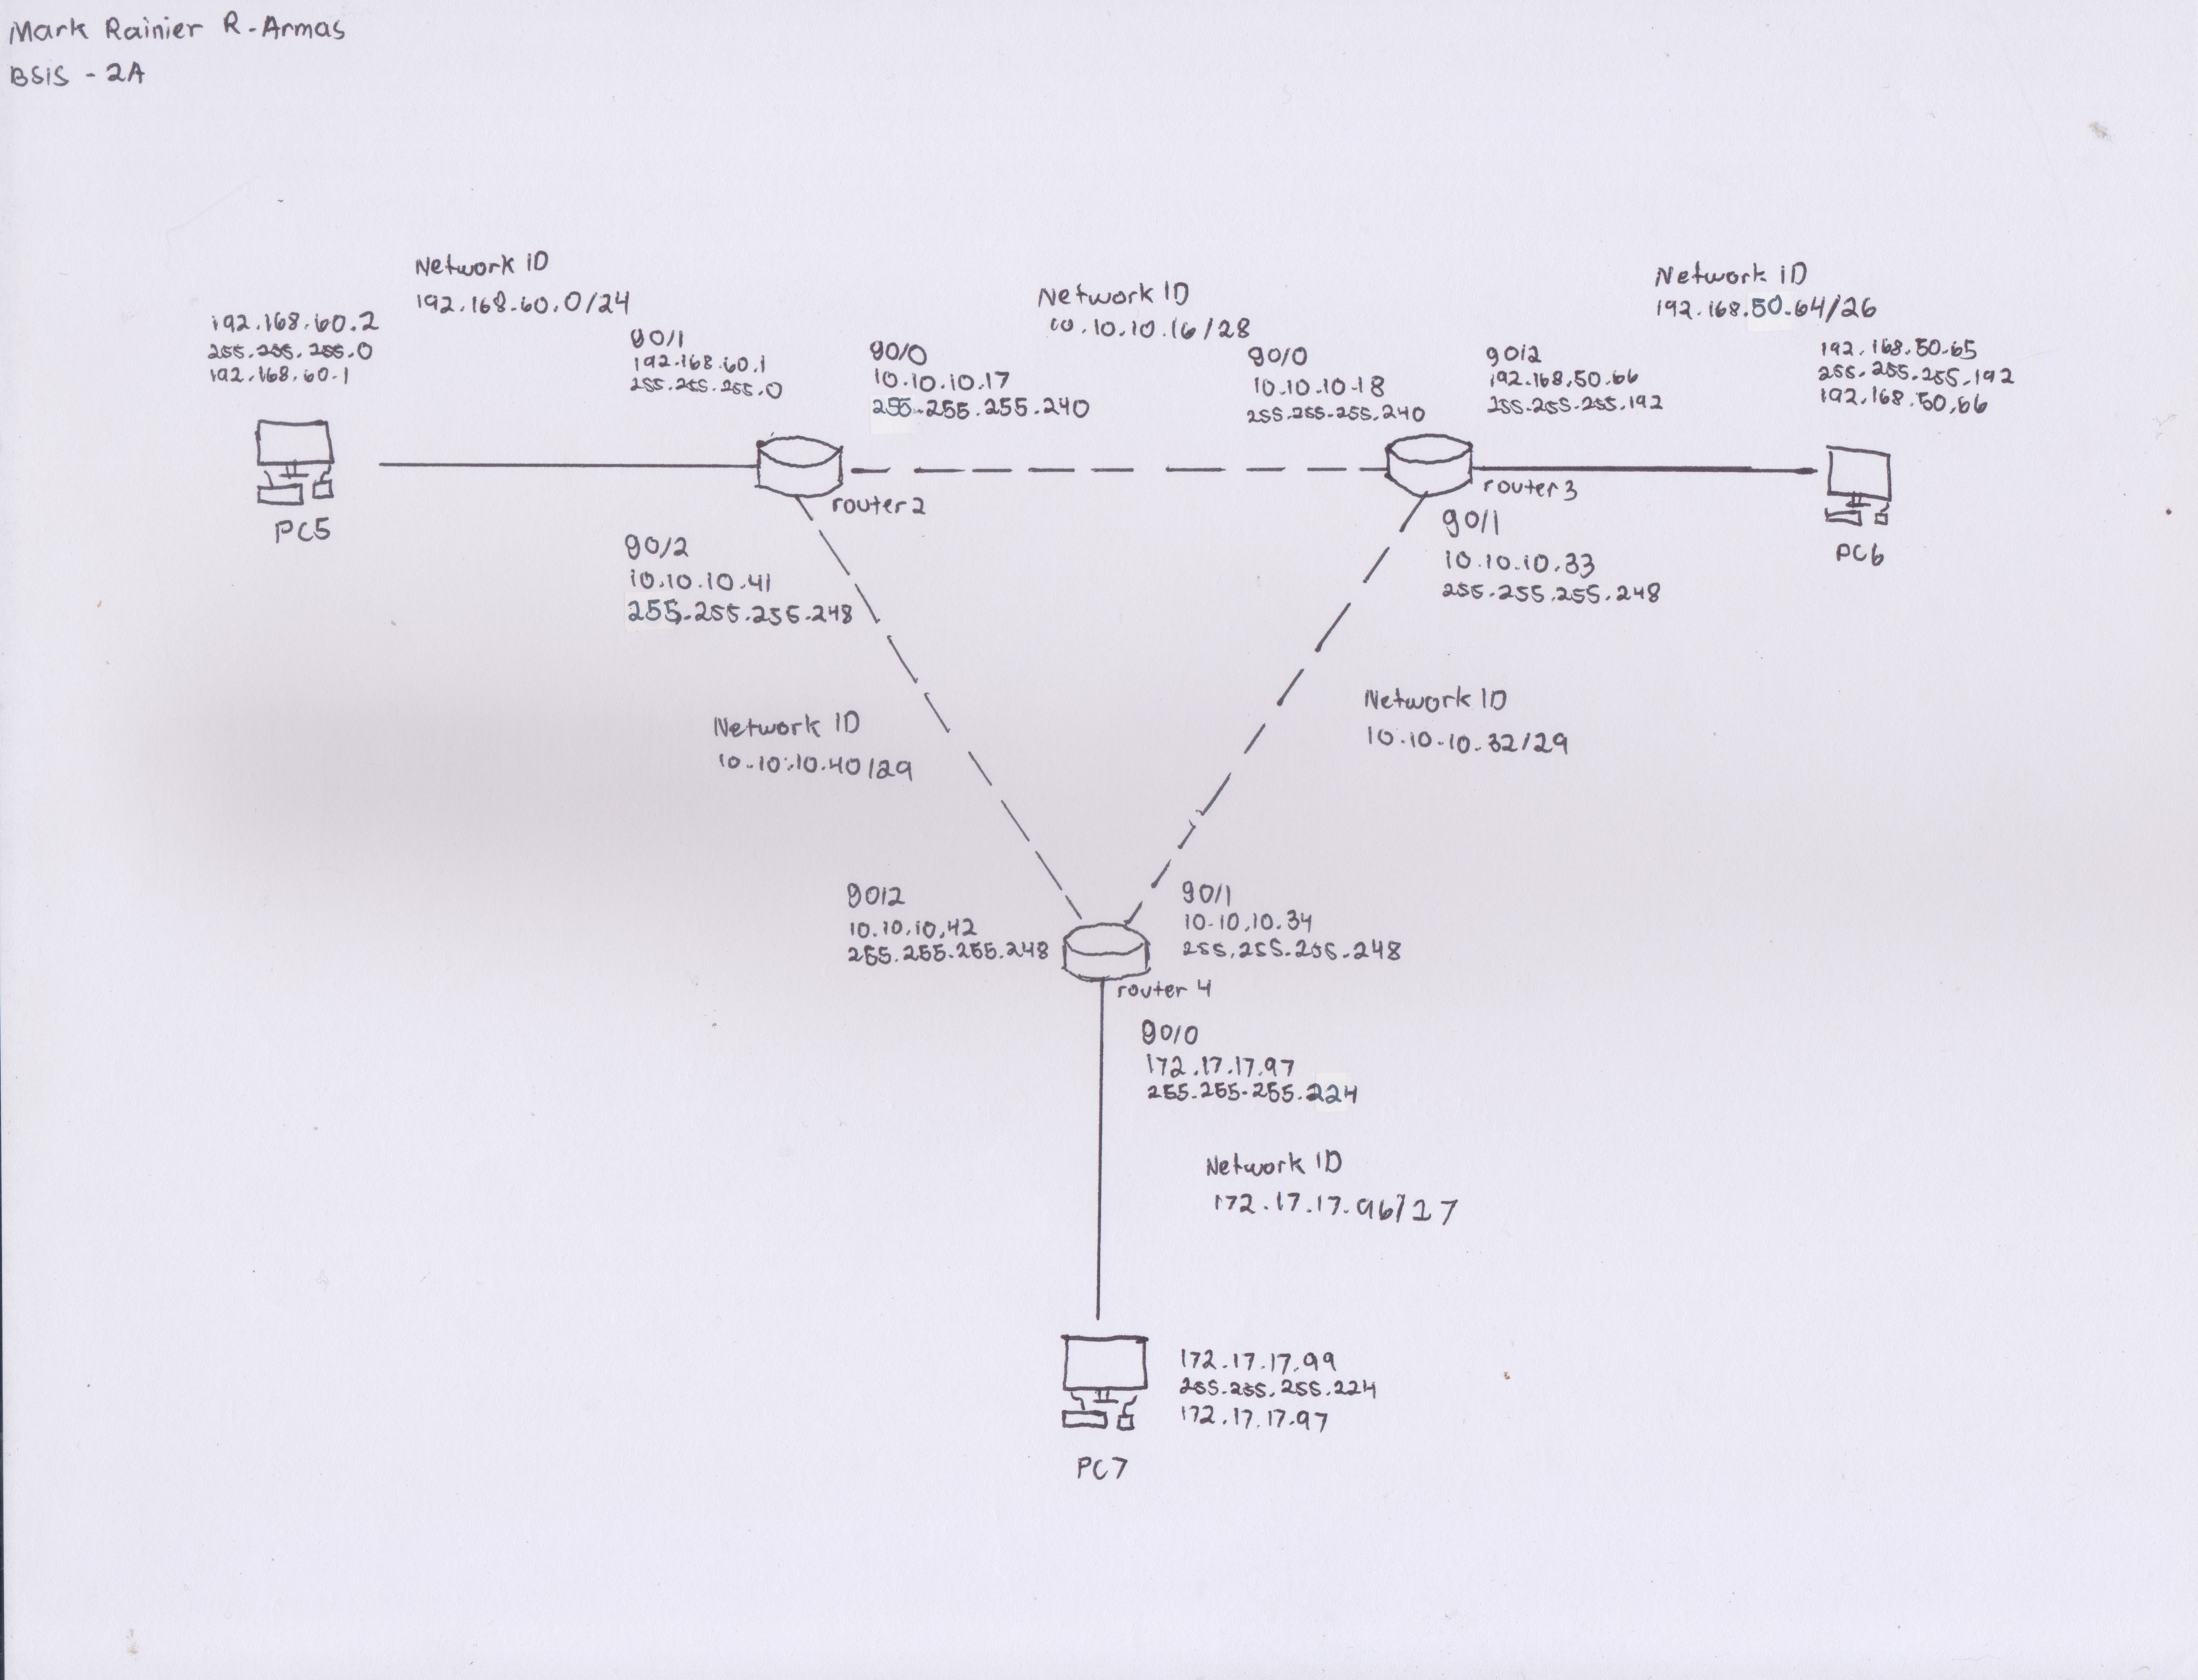 Mark Rainier R. Armas
BSIS - 2A
Network ID
192.168.60.0/24
192.168.60.2
255.255.255.0
192.168.60.1
g0/1
192.168.60.1
255.255.255.0
g0/0
10.10.10.17
255.255.255.240
Network ID
10.10.10.16/28
g0/0
10.10.10.18
255.255.255.240
g0/2
192.168.50.66
255.255.255.192
Network ID
192.168.50.64/26
192.168.50.65
255.255.255.192
192.168.50.66
PC5
router 2
router 3
PC6
g0/2
10.10.10.41
255.255.255.248
g0/1
10.10.10.33
255.255.255.248
Network ID
10.10.10.40/29
Network ID
10.10.10.32/29
g0/2
10.10.10.42
255.255.255.248
g0/1
10.10.10.34
255.255.255.248
router 4
g0/0
172.17.17.97
255.255.255.224
Network ID
172.17.17.96/27
172.17.17.99
255.255.255.224
172.17.17.97
PC7